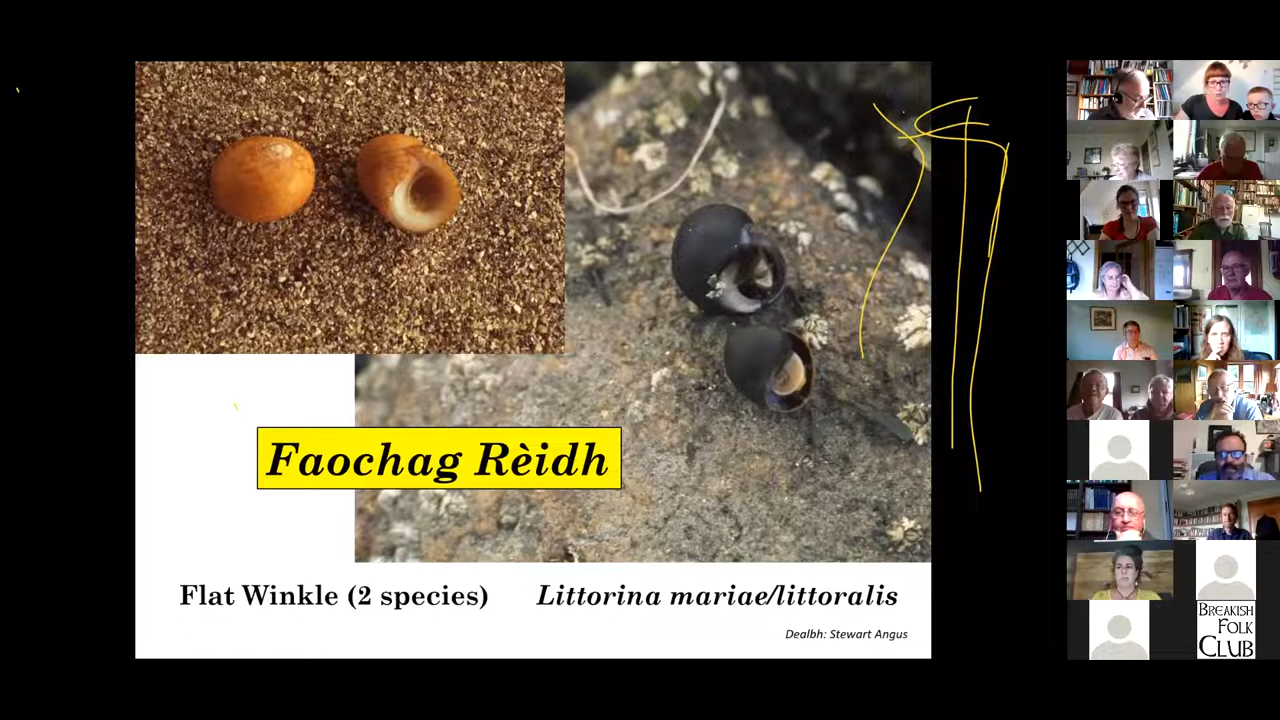 Faochag Rèidh
Flat Winkle (2 species)
Littorina mariae/littoralis
Dealbh: Stewart Angus
BREAKISH
FOLK
CLUB